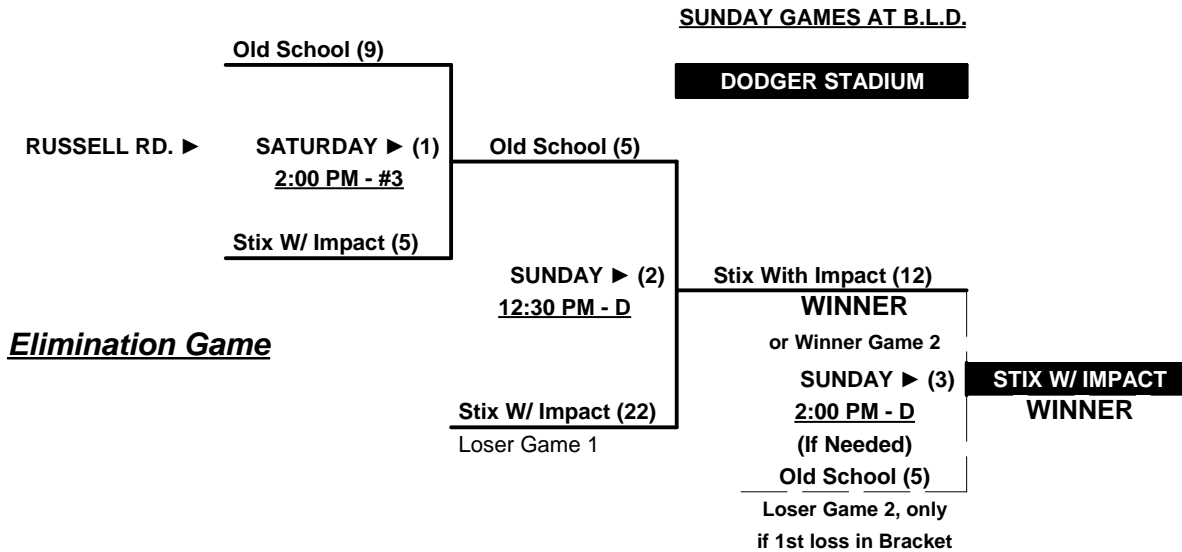 SUNDAY GAMES AT B.L.D.
Old School (9)
DODGER STADIUM
RUSSELL RD. ►
SATURDAY ► (1)
2:00 PM - #3
Old School (5)
Stix W/ Impact (5)
SUNDAY ► (2)
12:30 PM - D
Stix With Impact (12)
WINNER
or Winner Game 2
Elimination Game
SUNDAY ► (3)
2:00 PM - D
(If Needed)
STIX W/ IMPACT
WINNER
Stix W/ Impact (22)
Loser Game 1
Old School (5)
Loser Game 2, only
if 1st loss in Bracket